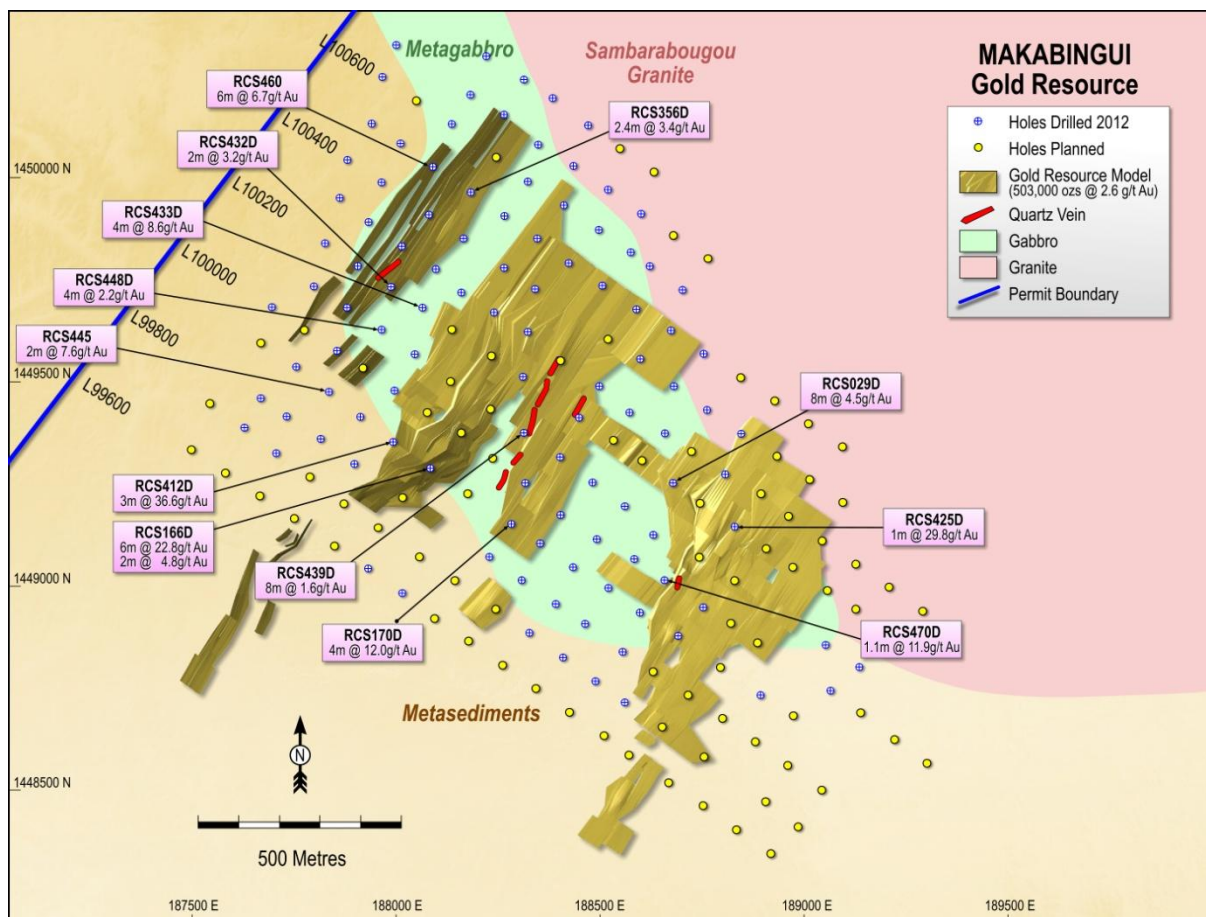 MAKABINGUI
Gold Resource
Holes Drilled 2012
Holes Planned
Gold Resource Model
(503,000 ozs @ 2.6 g/t Au)
Quartz Vein
Gabbro
Granite
Permit Boundary
Metagabbro
Sambarabougou
Granite
L100600
L100400
L100200
L100000
L99800
L99600
RCS460
6m @ 6.7g/t Au
RCS432D
2m @ 3.2g/t Au
RCS433D
4m @ 8.6g/t Au
RCS448D
4m @ 2.2g/t Au
RCS445
2m @ 7.6g/t Au
RCS356D
2.4m @ 3.4g/t Au
RCS029D
8m @ 4.5g/t Au
RCS425D
1m @ 29.8g/t Au
RCS470D
1.1m @ 11.9g/t Au
RCS412D
3m @ 36.6g/t Au
RCS166D
6m @ 22.8g/t Au
2m @ 4.8g/t Au
RCS439D
8m @ 1.6g/t Au
RCS170D
4m @ 12.0g/t Au
Metasediments
N
500 Metres
1450000 N
1449500 N
1449000 N
1448500 N
187500 E
188000 E
188500 E
189000 E
189500 E